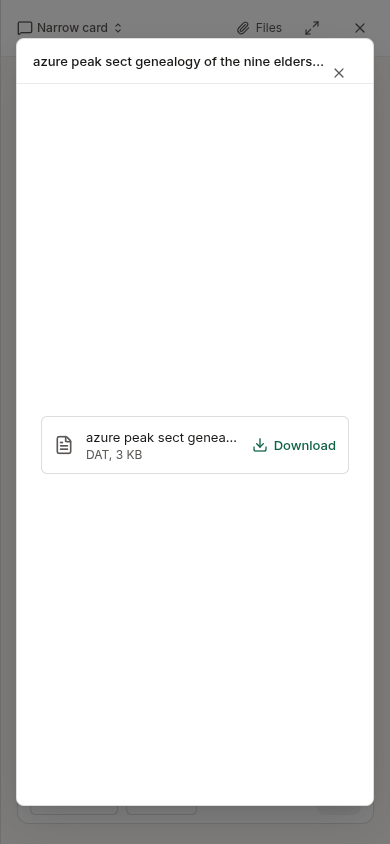 Narrow card
Files
azure peak sect genealogy of the nine elders...
azure peak sect genea...
DAT, 3 KB
Download